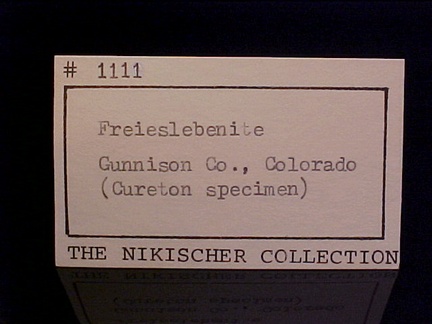 # 1111
Freieslebenite
Gunnison Co., Colorado
(Cureton specimen)
THE NIKISCHER COLLECTION